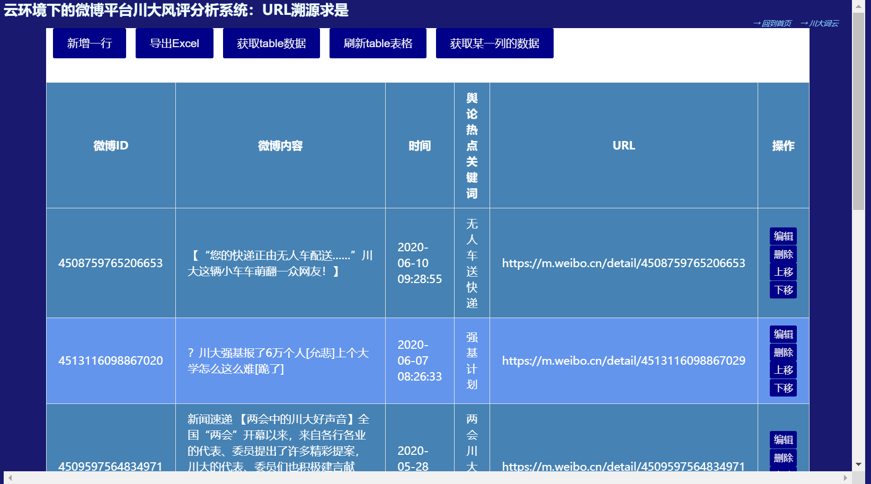 云环境下的微博平台川大风评分析系统：URL溯源求是
→回到首页 →川大词云
新增一行 导出Excel 获取table数据 刷新table表格 获取某一列的数据
微博ID 微博内容 时间 舆论热点关键词 URL 操作
4508759765206653
【 “您的快递正由无人车配送......” 川
大这辆小车车萌翻一众网友！】
2020-
06-10
09:28:55
无人车送快递
https://m.weibo.cn/detail/4508759765206653
编辑
删除
上移
下移
4513116098867020
？川大强基报了6万个人[允悲]上个大
学怎么这么难[跪了]
2020-
06-07
08:26:33
强基计划
https://m.weibo.cn/detail/4513116098867029
编辑
删除
上移
下移
4509597564834971
新闻速递 【两会中的川大好声音】全
国“两会”开幕以来，来自各行各业
的代表、委员提出了许多精彩提案，
川大的代表、委员们也积极建言献
2020-
05-28
两会川大
https://m.weibo.cn/detail/4509597564834971
编辑
删除